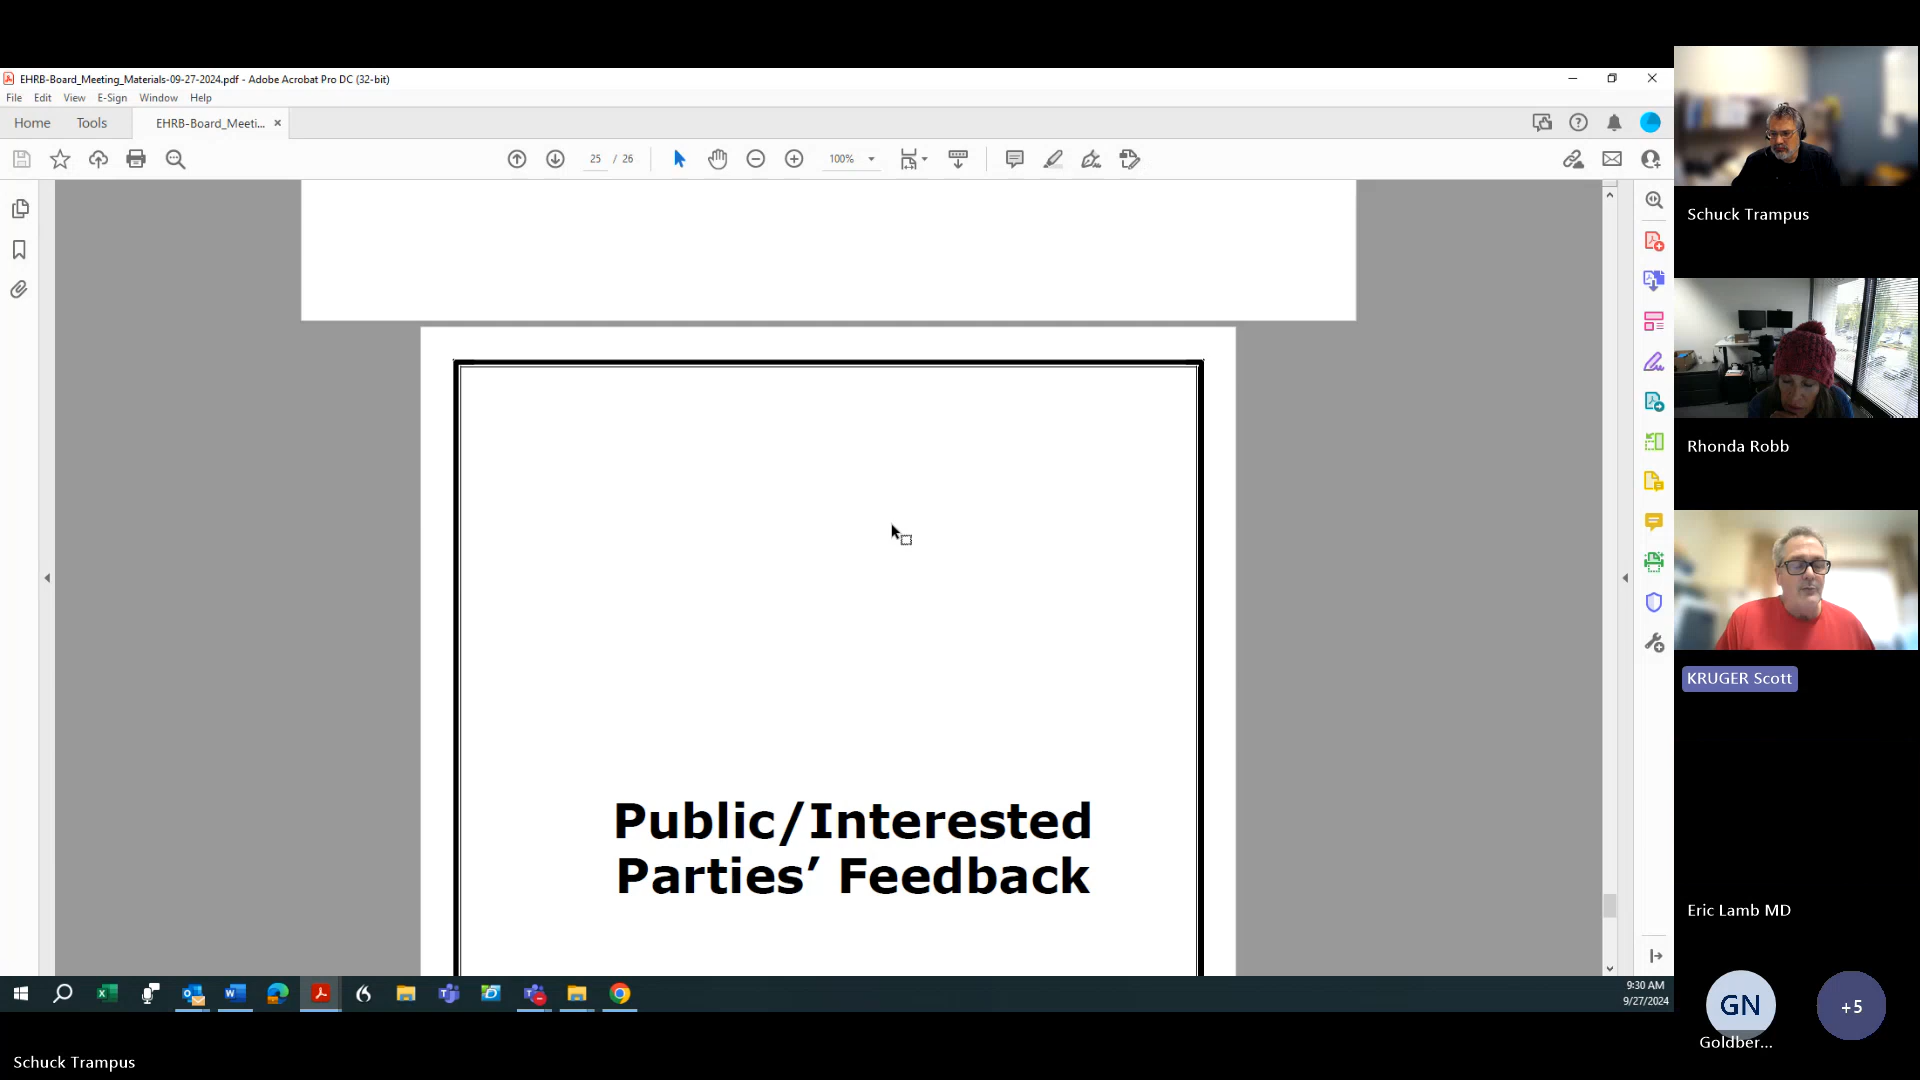 EHRB-Board_Meeting_Materials-09-27-2024.pdf - Adobe Acrobat Pro DC (32-bit)
File Edit View E-Sign Window Help
Home Tools EHRB-Board_Meeti... ×
25 / 26 100%
Public/Interested
Parties’ Feedback
Schuck Trampus
Rhonda Robb
KRUGER Scott
Eric Lamb MD
GN +5
Goldber...
9:30 AM
9/27/2024
Schuck Trampus